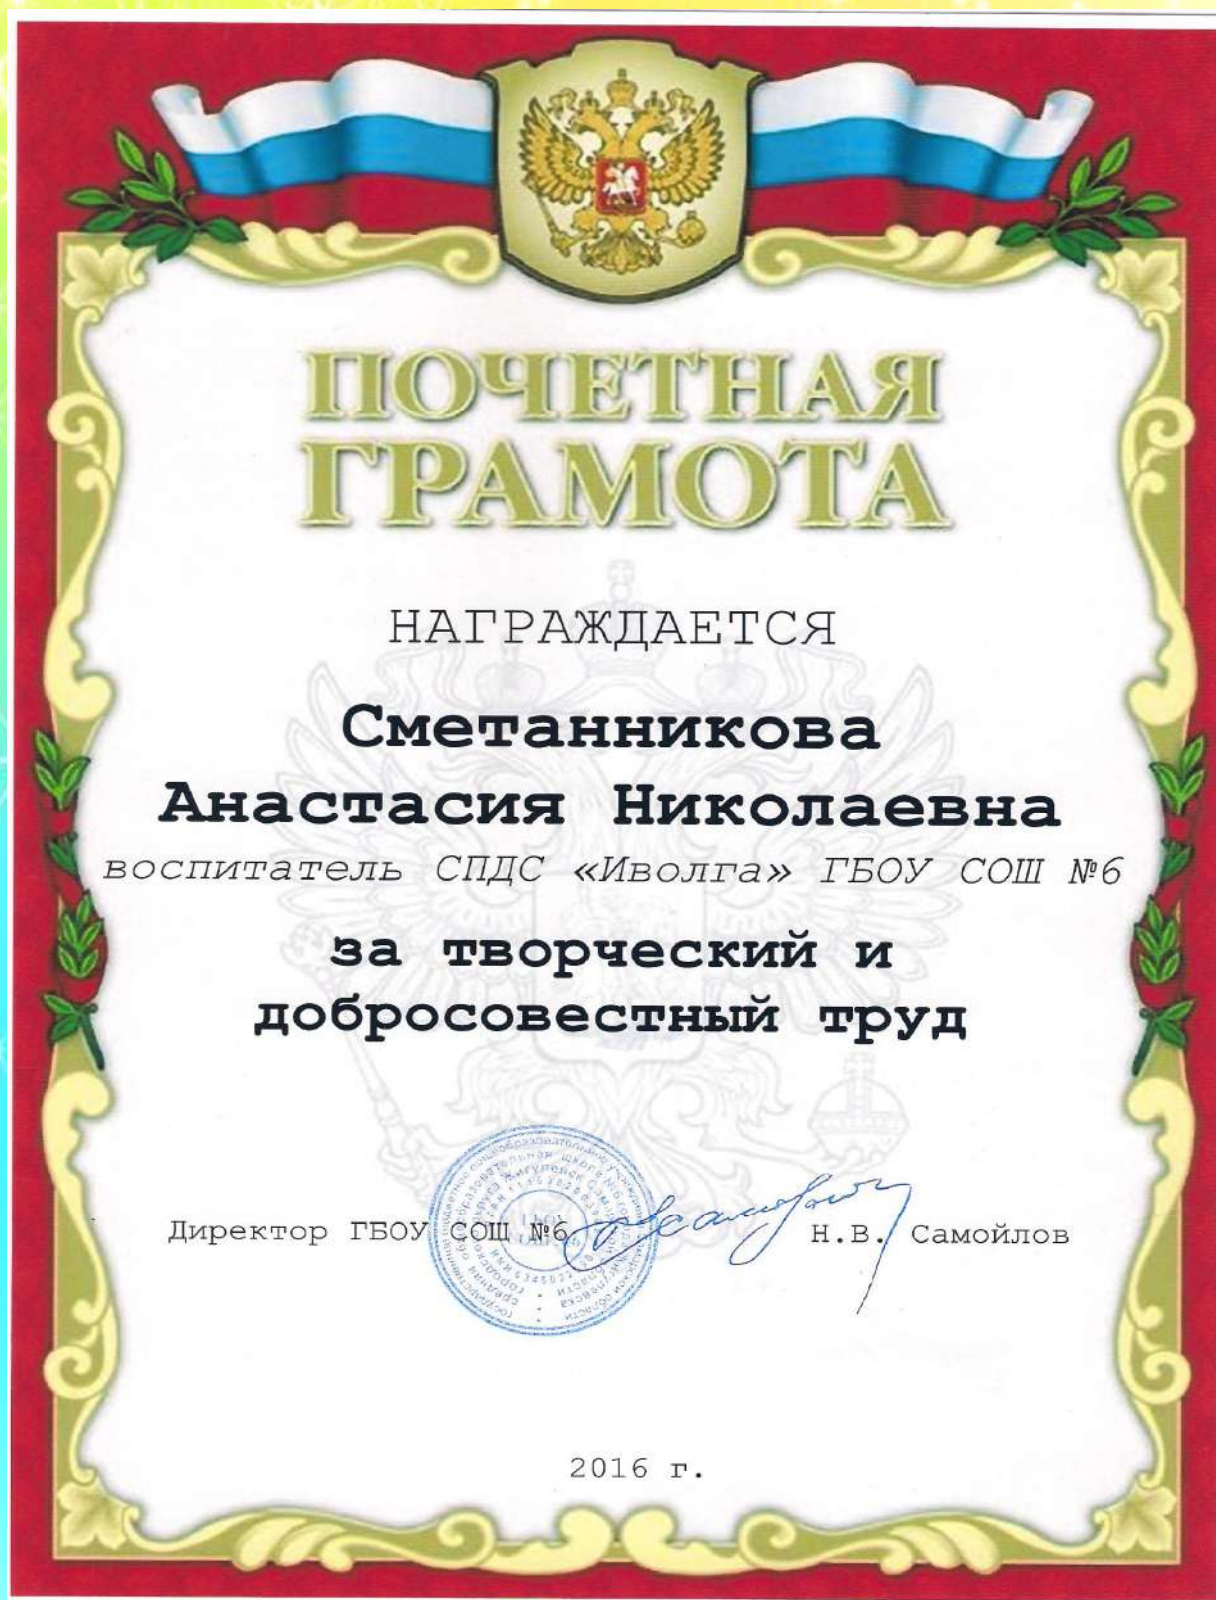 ПОЧЕТНАЯ
ГРАМОТА
НАГРАЖДАЕТСЯ
Сметанникова
Анастасия Николаевна
воспитатель СПДС «Иволга» ГБОУ СОШ №6
за творческий и
добросовестный труд
Директор ГБОУ СОШ №6 Н.В. Самойлов
2016 г.